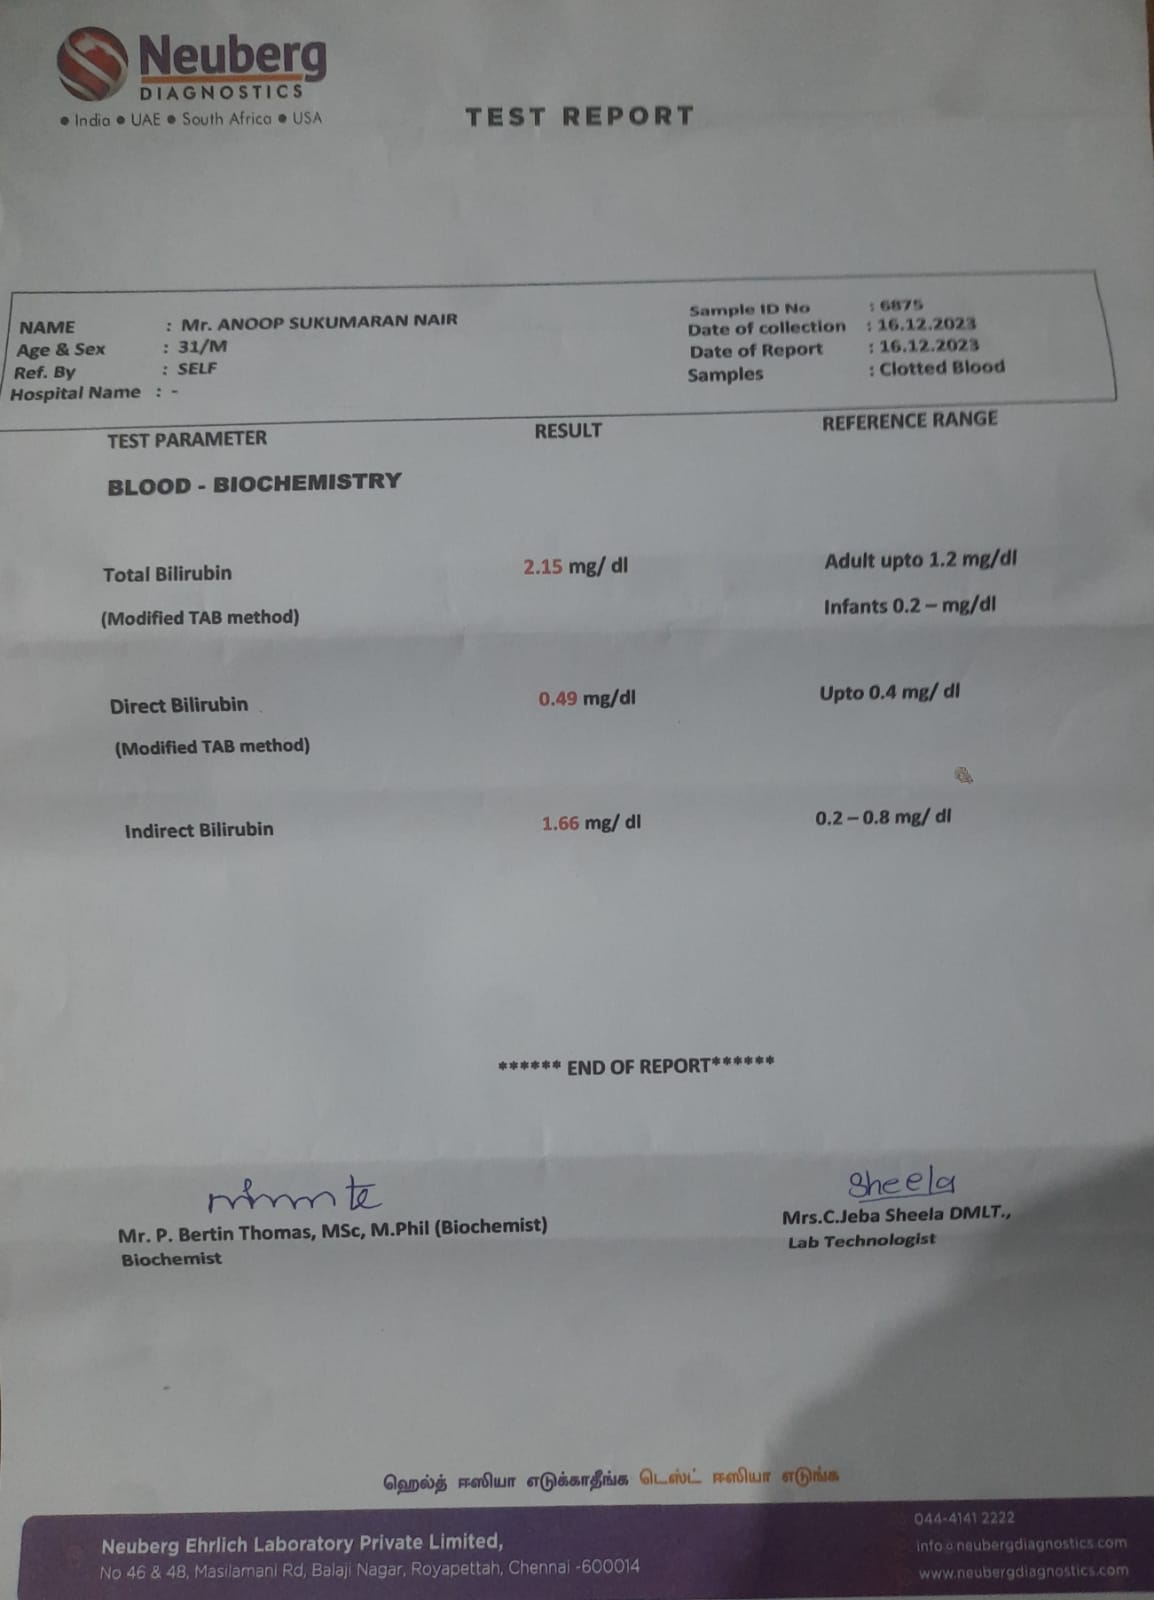 Neuberg
DIAGNOSTICS
• India • UAE • South Africa • USA
TEST REPORT
NAME : Mr. ANOOP SUKUMARAN NAIR
Age & Sex : 31/M
Ref. By : SELF
Hospital Name : -
Sample ID No : 6875
Date of collection : 16.12.2023
Date of Report : 16.12.2023
Samples : Clotted Blood
TEST PARAMETER RESULT REFERENCE RANGE
BLOOD - BIOCHEMISTRY
Total Bilirubin 2.15 mg/ dl Adult upto 1.2 mg/dl
(Modified TAB method) Infants 0.2 – mg/dl
Direct Bilirubin 0.49 mg/dl Upto 0.4 mg/ dl
(Modified TAB method)
Indirect Bilirubin 1.66 mg/ dl 0.2 – 0.8 mg/ dl
****** END OF REPORT******
Sheela
Mr. P. Bertin Thomas, MSc, M.Phil (Biochemist)
Biochemist
Mrs.C.Jeba Sheela DMLT.,
Lab Technologist
ஹெல்த் ஈஸியா எடுக்காதீங்க டெஸ்ட் ஈஸியா எடுங்க
Neuberg Ehrlich Laboratory Private Limited,
No 46 & 48, Masilamani Rd, Balaji Nagar, Royapettah, Chennai -600014
044-4141 2222
info@neubergdiagnostics.com
www.neubergdiagnostics.com